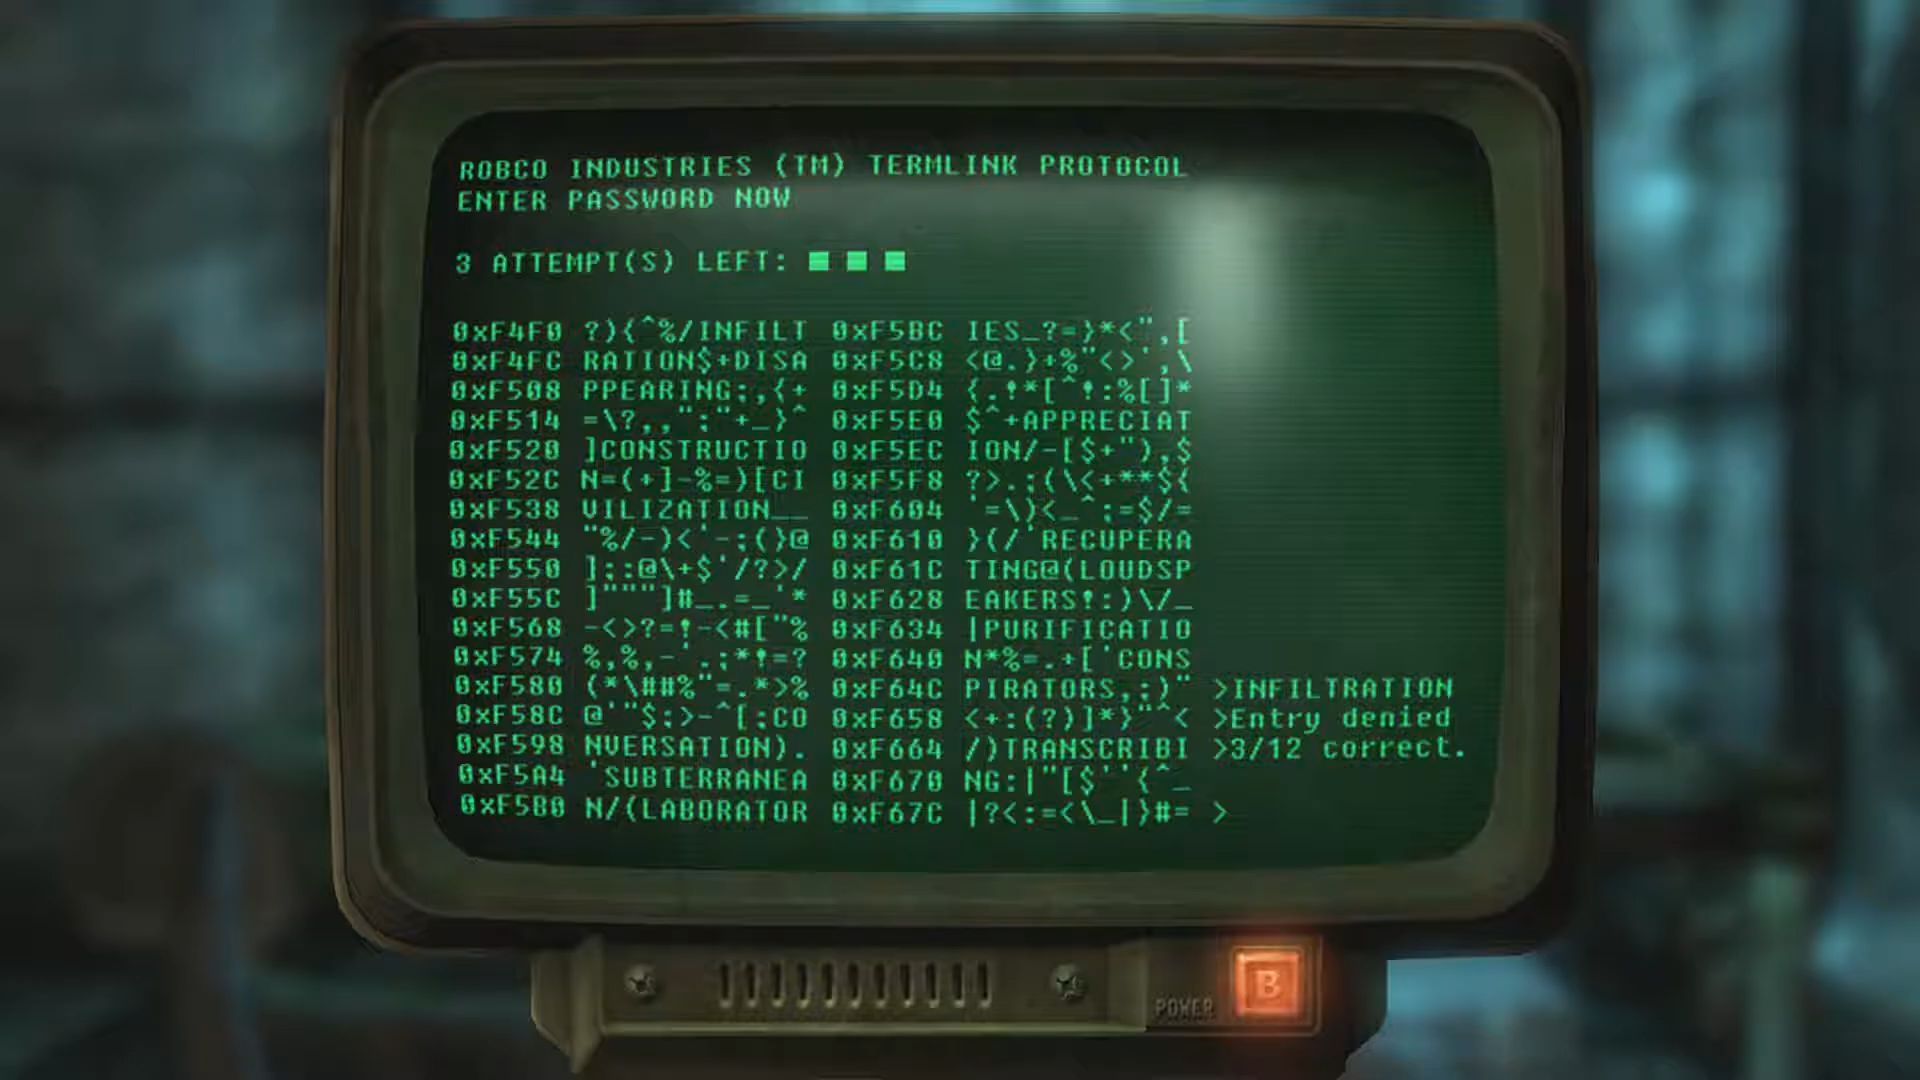 ROBCO INDUSTRIES (TM) TERMLINK PROTOCOL
ENTER PASSWORD NOW
3 ATTEMPT(S) LEFT: ■ ■ ■
0xF4F0 ?){^%/INFILT 0xF5BC IES_?=}*<",[
0xF4FC RATION$+DISA 0xF5C8 <@.}+%"<>',\
0xF508 PPEARING;,{+ 0xF5D4 {.!*[^!:%[]*
0xF514 =\?,,";"+_}^ 0xF5E0 $^+APPRECIAT
0xF520 ]CONSTRUCTIO 0xF5EC ION/-[$+"),$
0xF52C N=(+]-%=)[CI 0xF5F8 ?>.;(\<+**${
0xF538 VILIZATION__ 0xF604 '=\)<_^;=$/=
0xF544 "%/-)<'-;(}@ 0xF610 }(/'RECUPERA
0xF550 ];:@\+$'/?>/ 0xF61C TING@(LOUDSP
0xF55C ]"""]#_.=_'* 0xF628 EAKERS!:)\/_
0xF568 -<>?=!-<#["% 0xF634 |PURIFICATIO
0xF574 %,%,-'.;*!=? 0xF640 N*%=.+['CONS
0xF580 (*\##%"=.*>% 0xF64C PIRATORS,;)" >INFILTRATION
0xF58C @'"$;>-^[;CO 0xF658 <+:(?)]*}"^< >Entry denied
0xF598 NVERSATION). 0xF664 /)TRANSCRIBI >3/12 correct.
0xF5A4 'SUBTERRANEA 0xF670 NG:|"[$''{^_
0xF5B0 N/(LABORATOR 0xF67C |?<:=<\_|}#= >
POWER
B